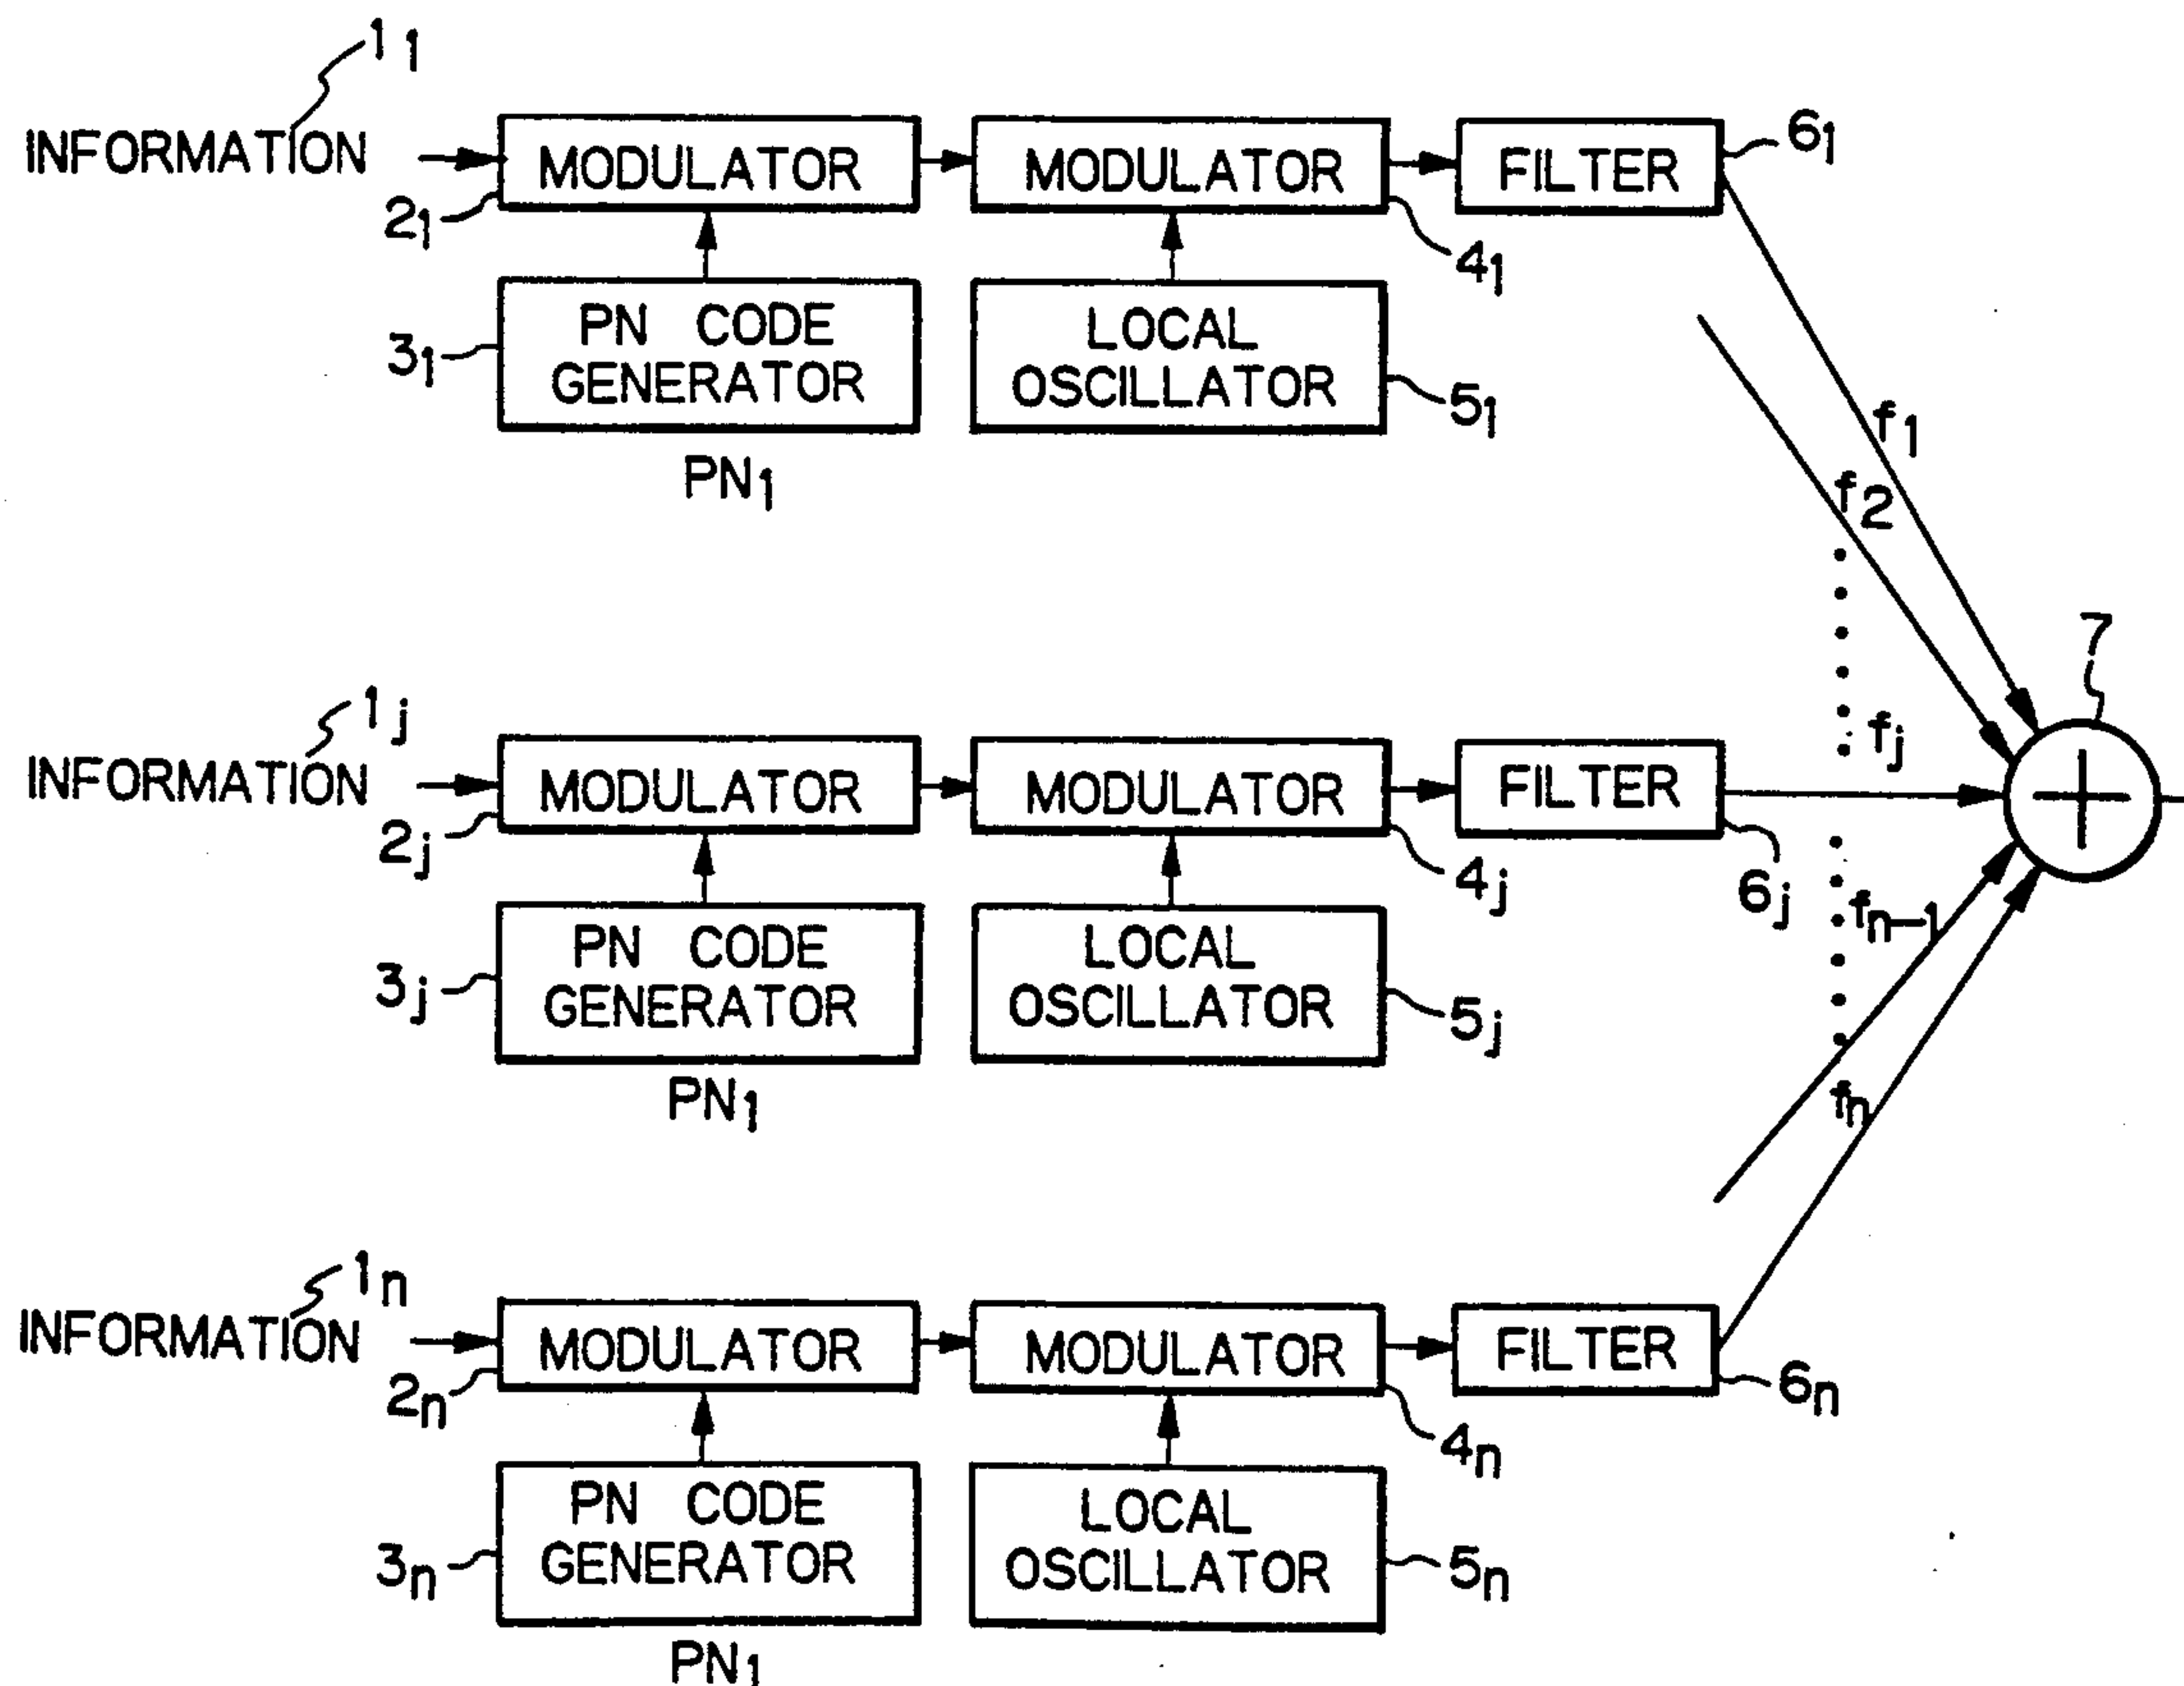 1₁
INFORMATION
MODULATOR
MODULATOR
FILTER
6₁
2₁
4₁
3₁
PN CODE
GENERATOR
LOCAL
OSCILLATOR
5₁
PN₁
f₁
f₂
7
1j
INFORMATION
MODULATOR
MODULATOR
FILTER
fj
2j
4j
6j
3j
PN CODE
GENERATOR
LOCAL
OSCILLATOR
5j
PN₁
fn-1
fn
1n
INFORMATION
MODULATOR
MODULATOR
FILTER
6n
2n
4n
3n
PN CODE
GENERATOR
LOCAL
OSCILLATOR
5n
PN₁